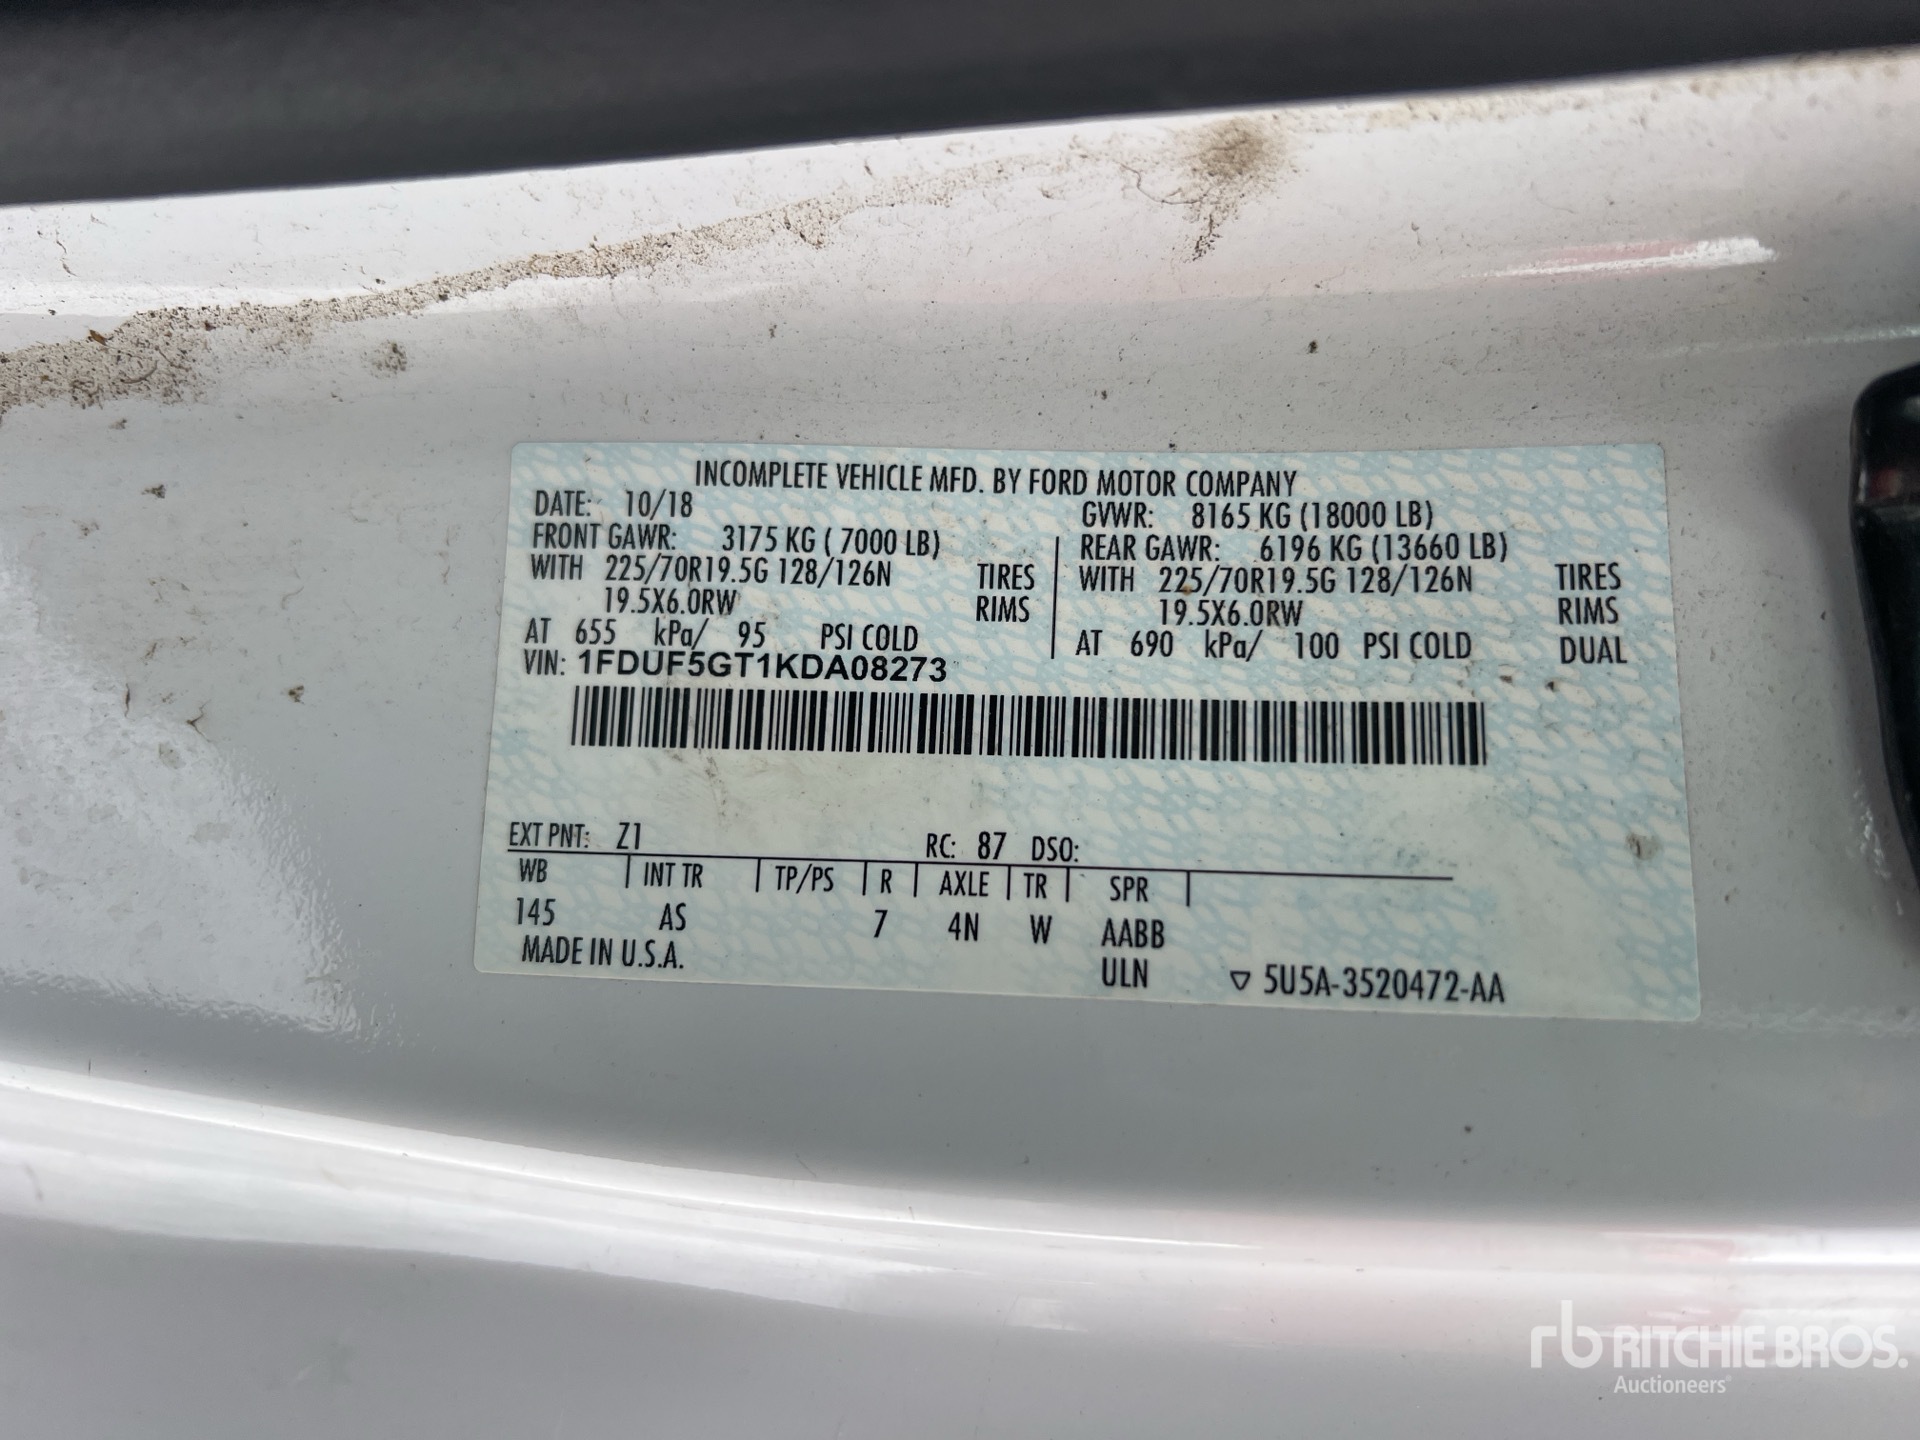 INCOMPLETE VEHICLE MFD. BY FORD MOTOR COMPANY
DATE: 10/18 GVWR: 8165 KG (18000 LB)
FRONT GAWR: 3175 KG ( 7000 LB) REAR GAWR: 6196 KG (13660 LB)
WITH 225/70R19.5G 128/126N TIRES WITH 225/70R19.5G 128/126N TIRES
19.5X6.0RW RIMS 19.5X6.0RW RIMS
AT 655 kPa/ 95 PSI COLD AT 690 kPa/ 100 PSI COLD DUAL
VIN: 1FDUF5GT1KDA08273
EXT PNT: Z1 RC: 87 DSO:
WB INT TR TP/PS R AXLE TR SPR
145 AS 7 4N W AABB
MADE IN U.S.A. ULN ▽ 5U5A-3520472-AA
rb RITCHIE BROS.
Auctioneers